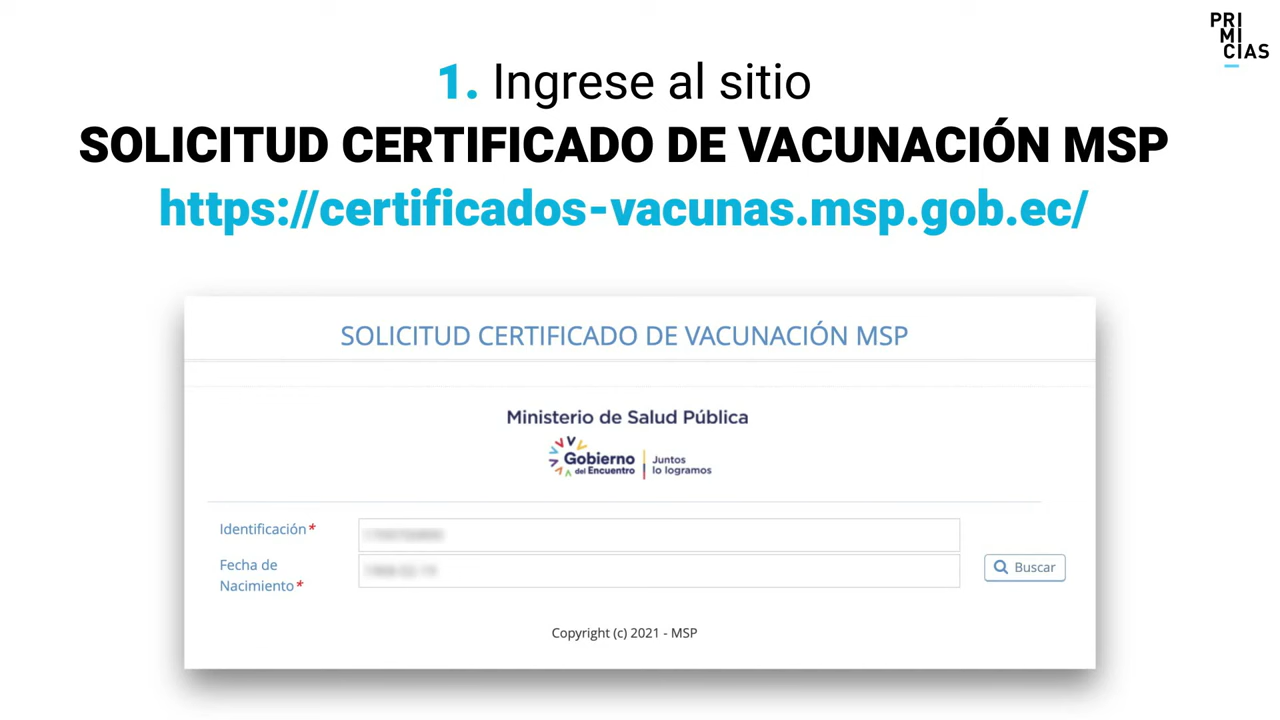 PRI
MI
CIAS
1. Ingrese al sitio
SOLICITUD CERTIFICADO DE VACUNACIÓN MSP
https://certificados-vacunas.msp.gob.ec/
SOLICITUD CERTIFICADO DE VACUNACIÓN MSP
Ministerio de Salud Pública
Gobierno
del Encuentro
Juntos
lo logramos
Identificación*
Fecha de
Nacimiento*
Buscar
Copyright (c) 2021 - MSP